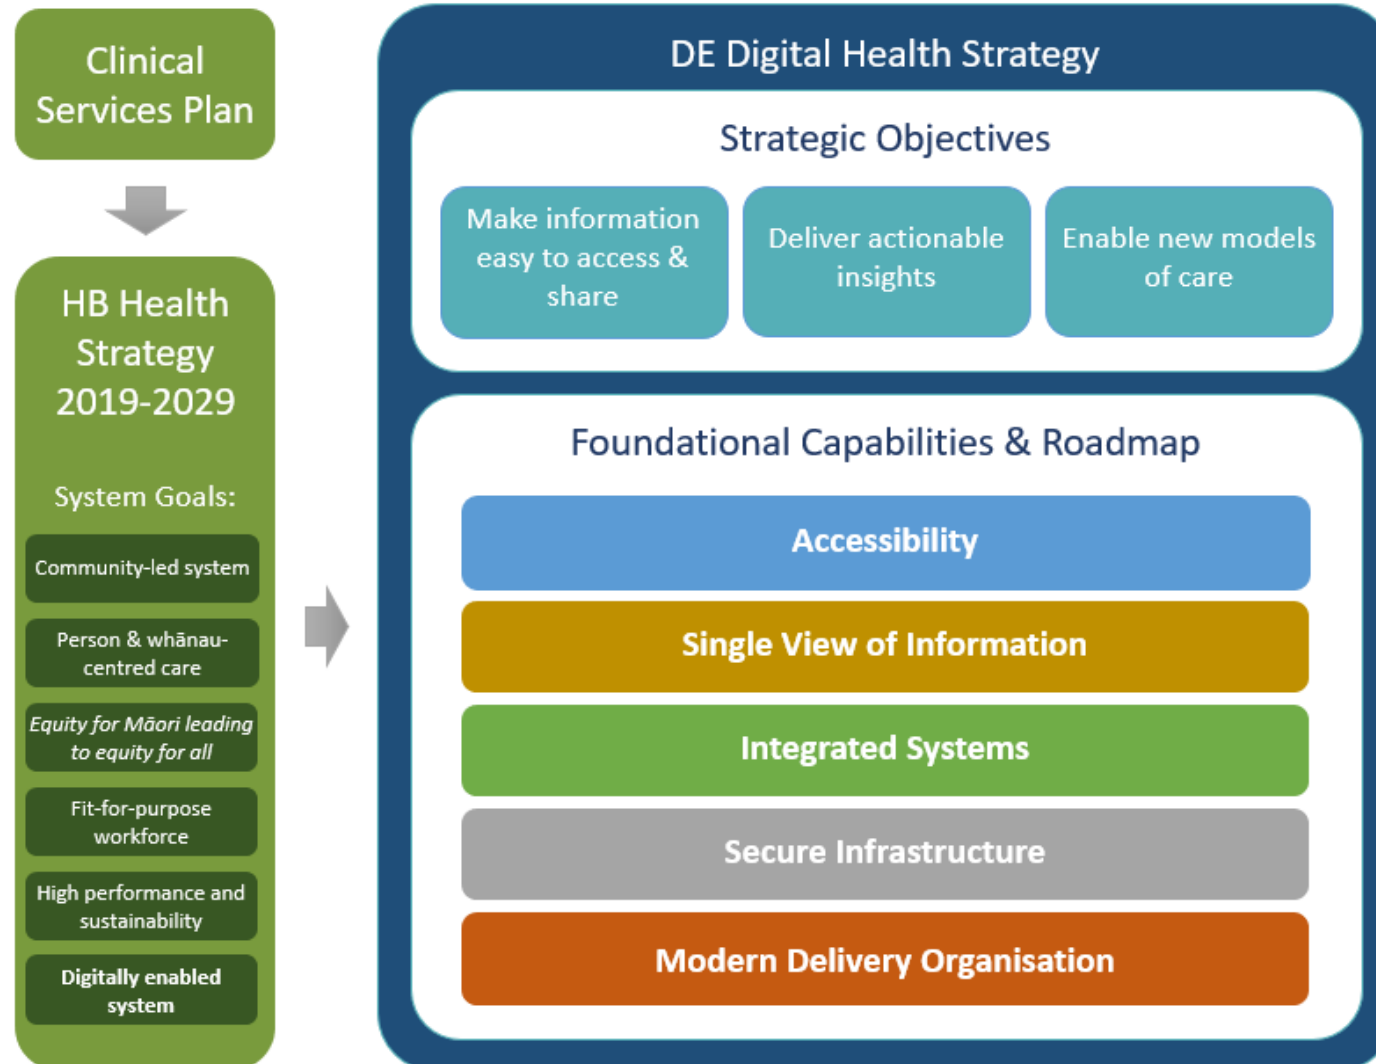 Clinical
Services Plan
HB Health
Strategy
2019-2029
System Goals:
Community-led system
Person & whānau-
centred care
Equity for Māori leading
to equity for all
Fit-for-purpose
workforce
High performance and
sustainability
Digitally enabled
system
DE Digital Health Strategy
Strategic Objectives
Make information
easy to access &
share
Deliver actionable
insights
Enable new models
of care
Foundational Capabilities & Roadmap
Accessibility
Single View of Information
Integrated Systems
Secure Infrastructure
Modern Delivery Organisation